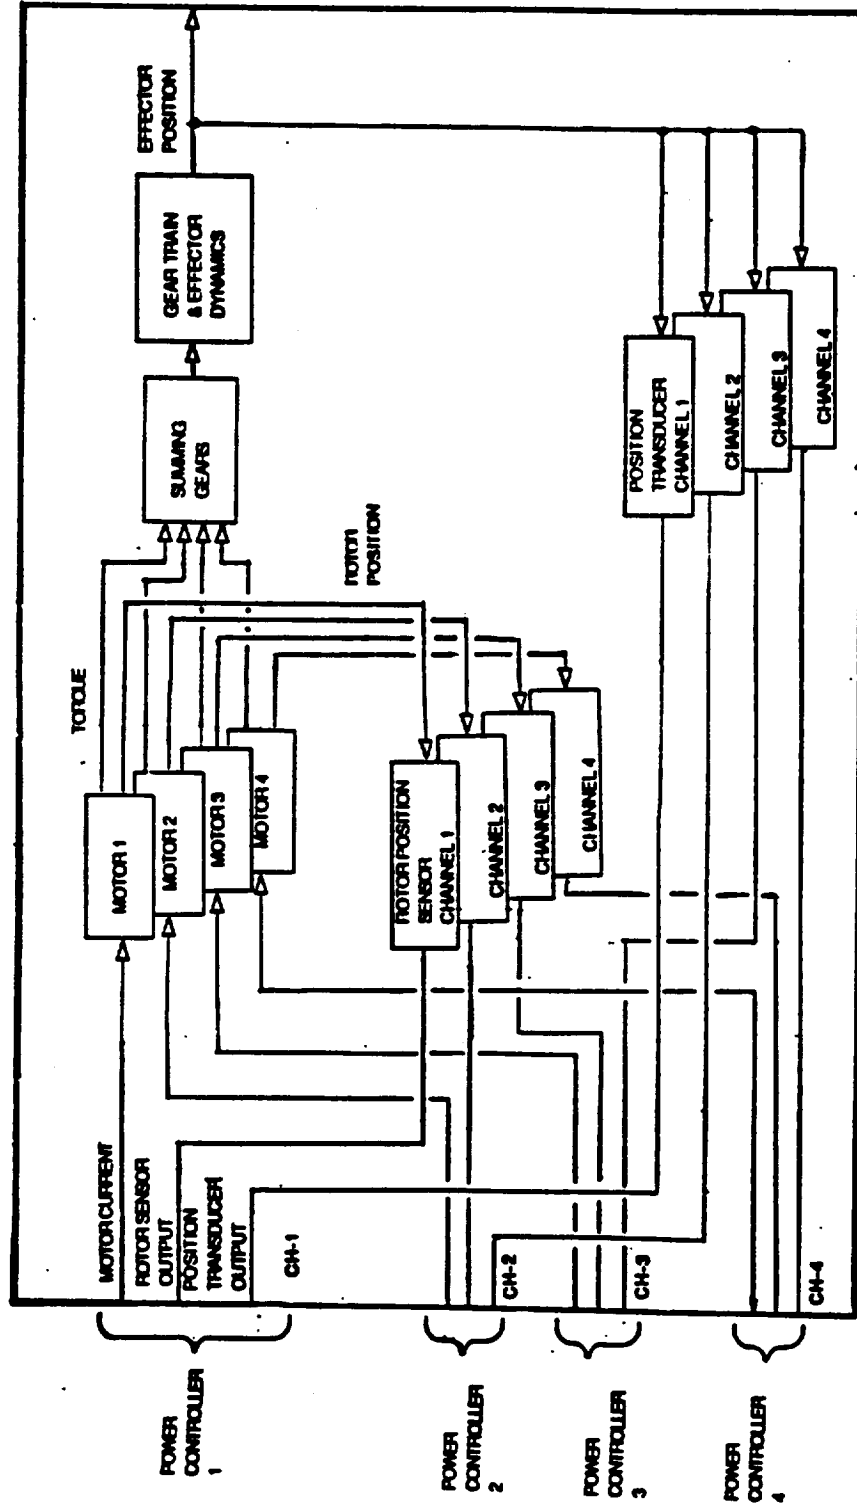 POWER
CONTROLLER
1
MOTOR CURRENT
ROTOR SENSOR
OUTPUT
POSITION
TRANSDUCER
OUTPUT
CH-1
MOTOR 1
MOTOR 2
MOTOR 3
MOTOR 4
TORQUE
SUMMING
GEARS
GEAR TRAIN
& EFFECTOR
DYNAMICS
EFFECTOR
POSITION
ROTOR
POSITION
POWER
CONTROLLER
2
CH-2
ROTOR POSITION
SENSOR
CHANNEL 1
CHANNEL 2
CHANNEL 3
CHANNEL 4
POWER
CONTROLLER
3
CH-3
POSITION
TRANSDUCER
CHANNEL 1
CHANNEL 2
CHANNEL 3
CHANNEL 4
POWER
CONTROLLER
4
CH-4